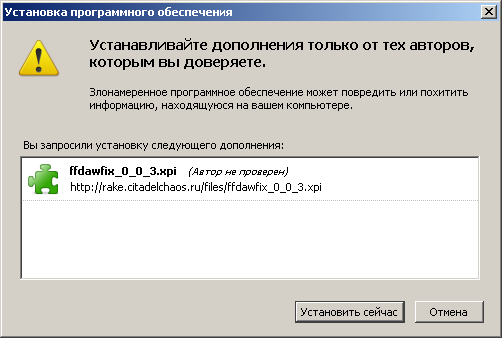 Установка программного обеспечения
Устанавливайте дополнения только от тех авторов,
которым вы доверяете.
Злонамеренное программное обеспечение может повредить или похитить
информацию, находящуюся на вашем компьютере.
Вы запросили установку следующего дополнения:
ffdawfix_0_0_3.xpi (Автор не проверен)
http://rake.citadelchaos.ru/files/ffdawfix_0_0_3.xpi
Установить сейчас Отмена